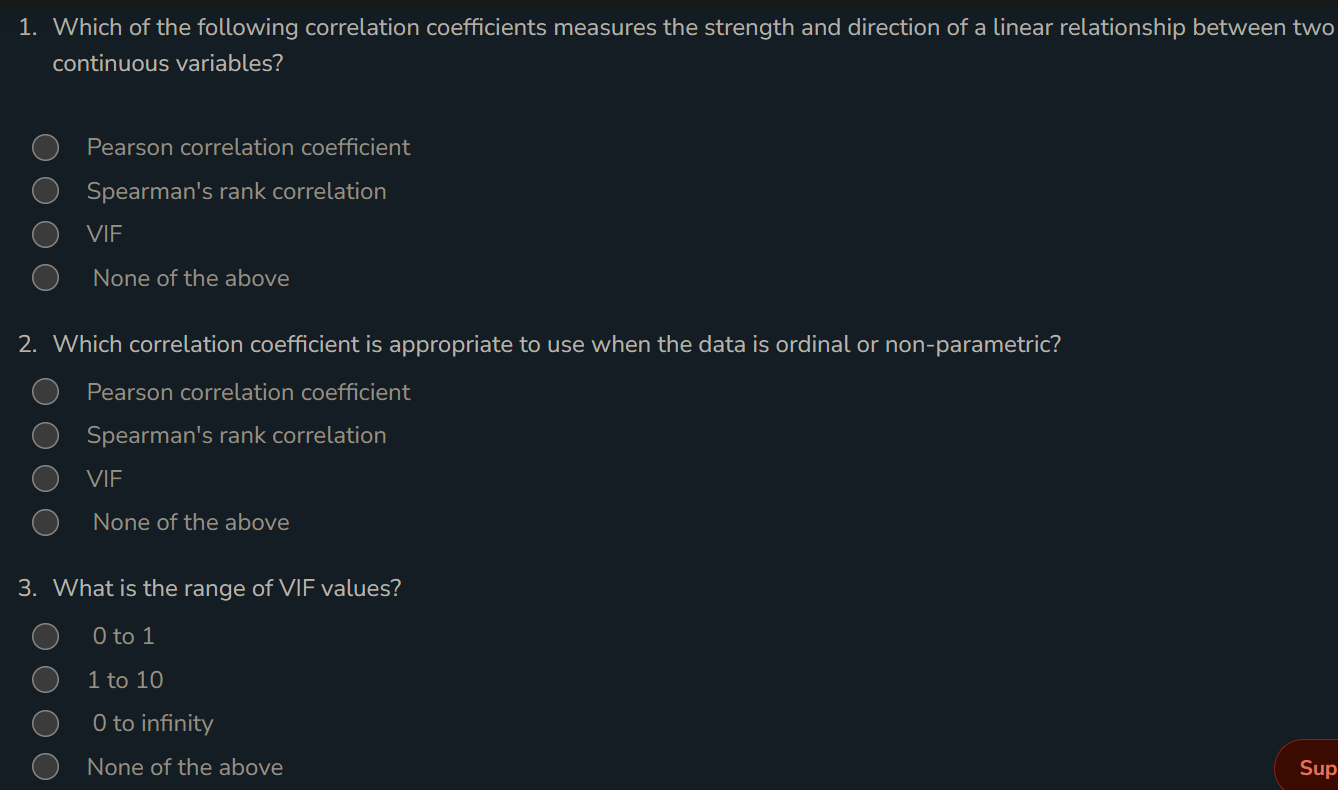 1. Which of the following correlation coefficients measures the strength and direction of a linear relationship between two
continuous variables?
Pearson correlation coefficient
Spearman's rank correlation
VIF
None of the above
2. Which correlation coefficient is appropriate to use when the data is ordinal or non-parametric?
Pearson correlation coefficient
Spearman's rank correlation
VIF
None of the above
3. What is the range of VIF values?
0 to 1
1 to 10
0 to infinity
None of the above
Sup